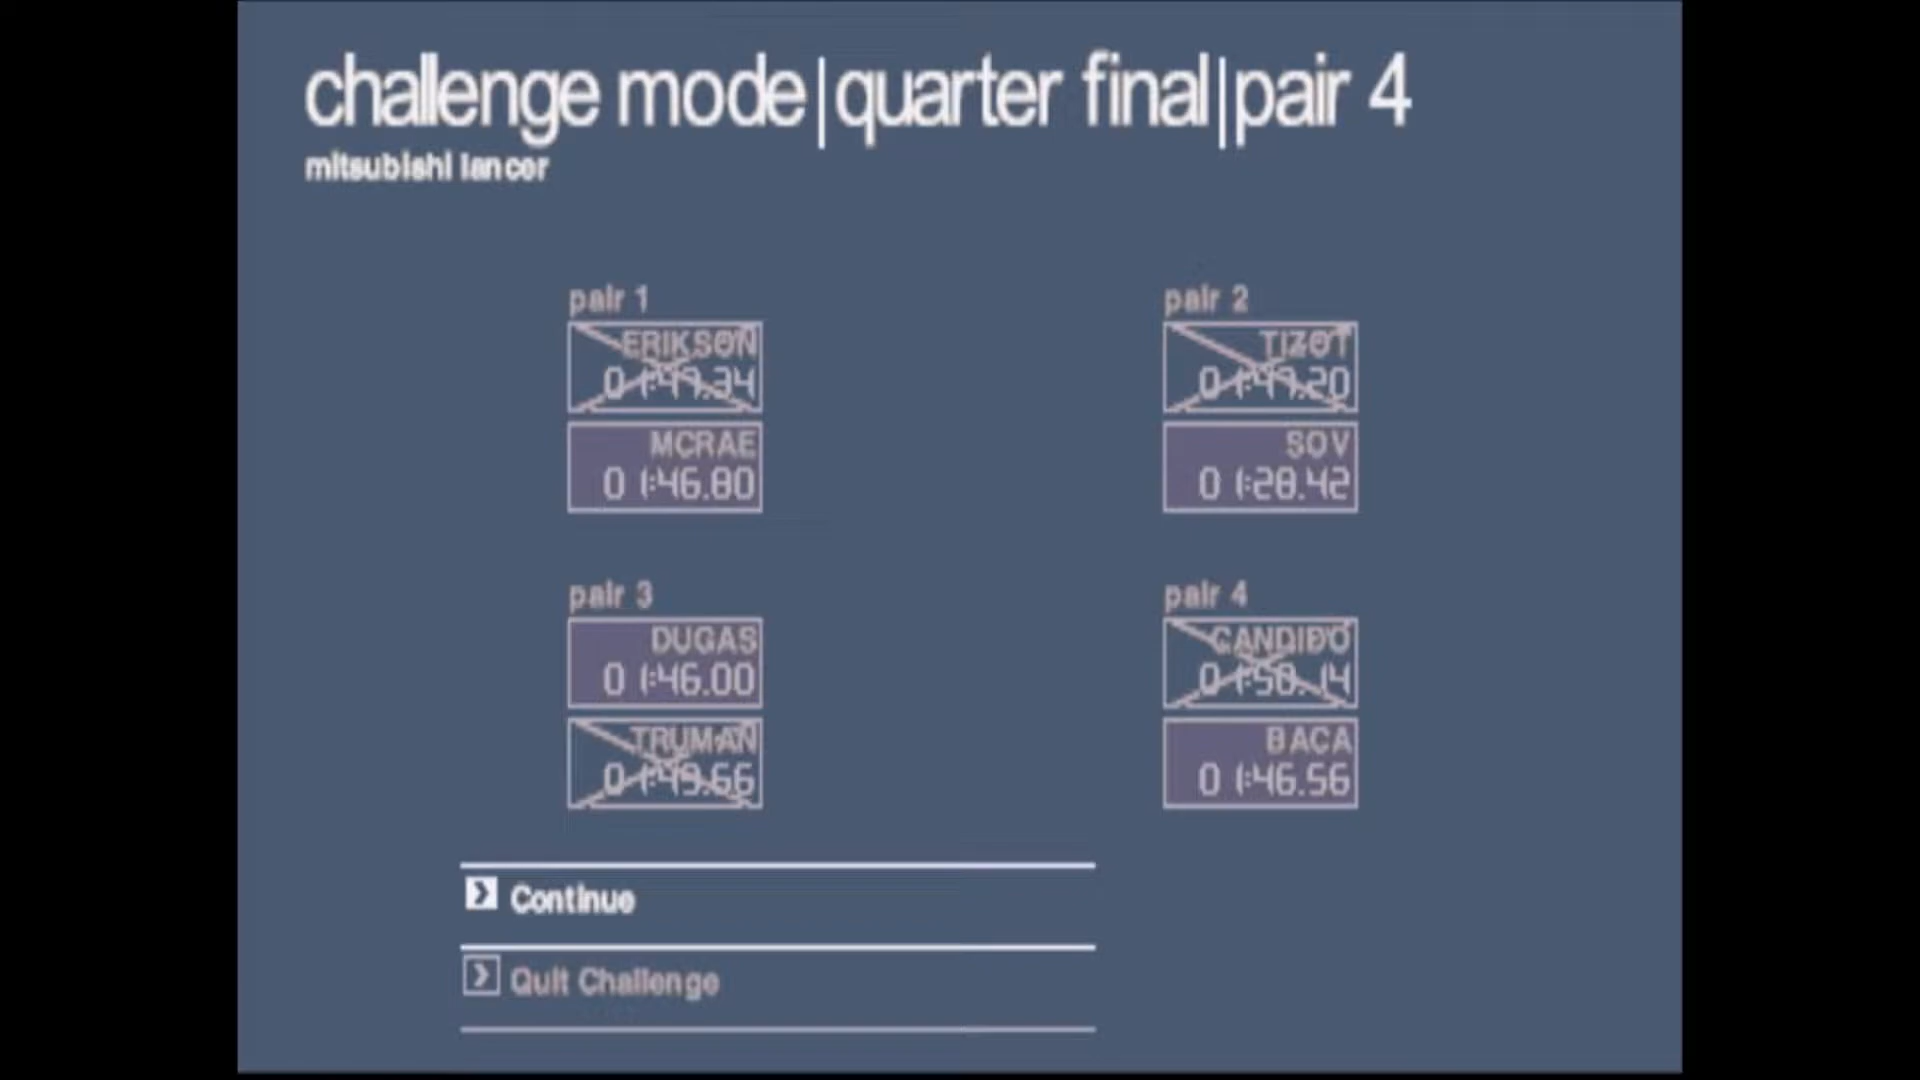 challenge mode|quarter final|pair 4
mitsubishi lancer
pair 1
ERIKSON
01:47.34
MCRAE
01:46.80
pair 2
TIZOT
01:47.20
SOV
01:28.42
pair 3
DUGAS
01:46.00
TRUMAN
01:49.66
pair 4
CANDIDO
01:50.14
BACA
01:46.56
Continue
Quit Challenge